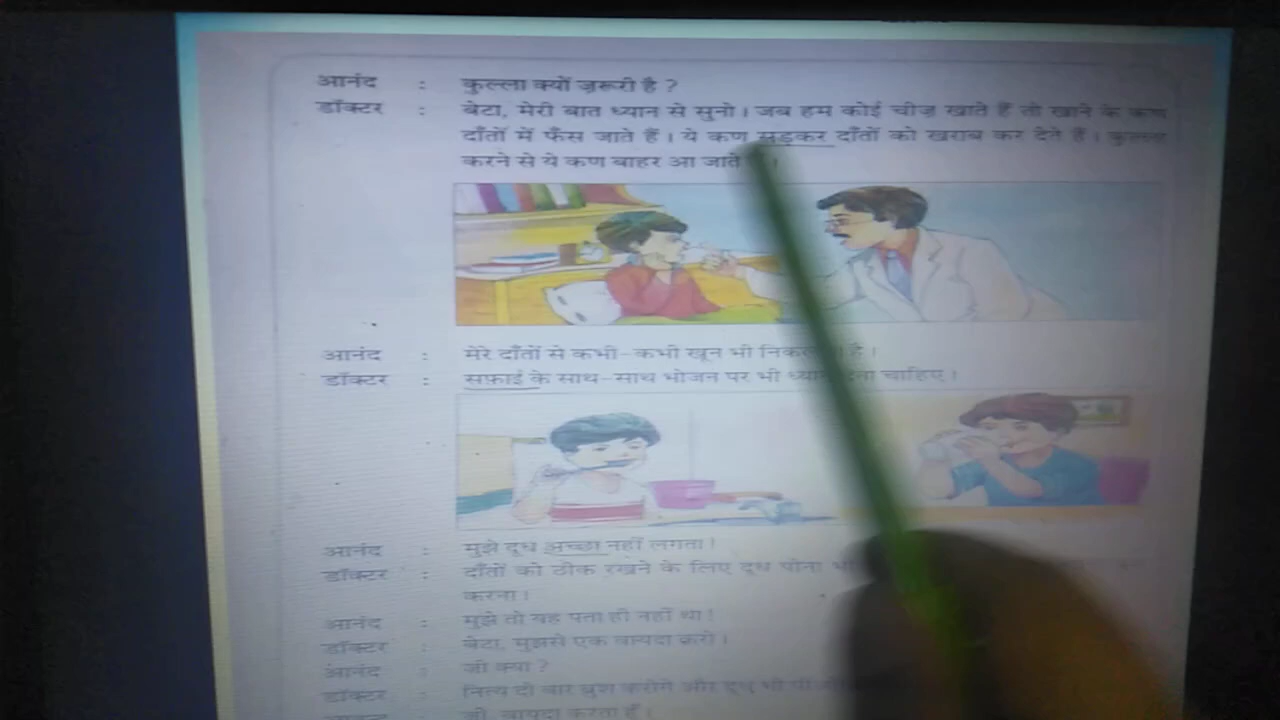 आनंद : कुल्ला क्यों ज़रूरी है ?
डॉक्टर : बेटा, मेरी बात ध्यान से सुनो। जब हम कोई चीज़ खाते हैं तो खाने के कण
दाँतों में फँस जाते हैं। ये कण सड़कर दाँतों को खराब कर देते हैं। कुल्ला
करने से ये कण बाहर आ जाते
आनंद : मेरे दाँतों से कभी-कभी खून भी है।
डॉक्टर : सफ़ाई के साथ-साथ भोजन पर भी चाहिए।
आनंद : मुझे दूध अच्छा नहीं लगता।
डॉक्टर : दाँतों को ठीक रखने के लिए दूध पीना
करना।
आनंद : मुझे तो यह पता ही नहीं था!
डॉक्टर : बेटा, मुझसे एक वायदा करो।
आनंद : जी क्या ?
डॉक्टर : नित्य दो बार ब्रुश करोगे और दूध भी
जी, वायदा करता हूँ।